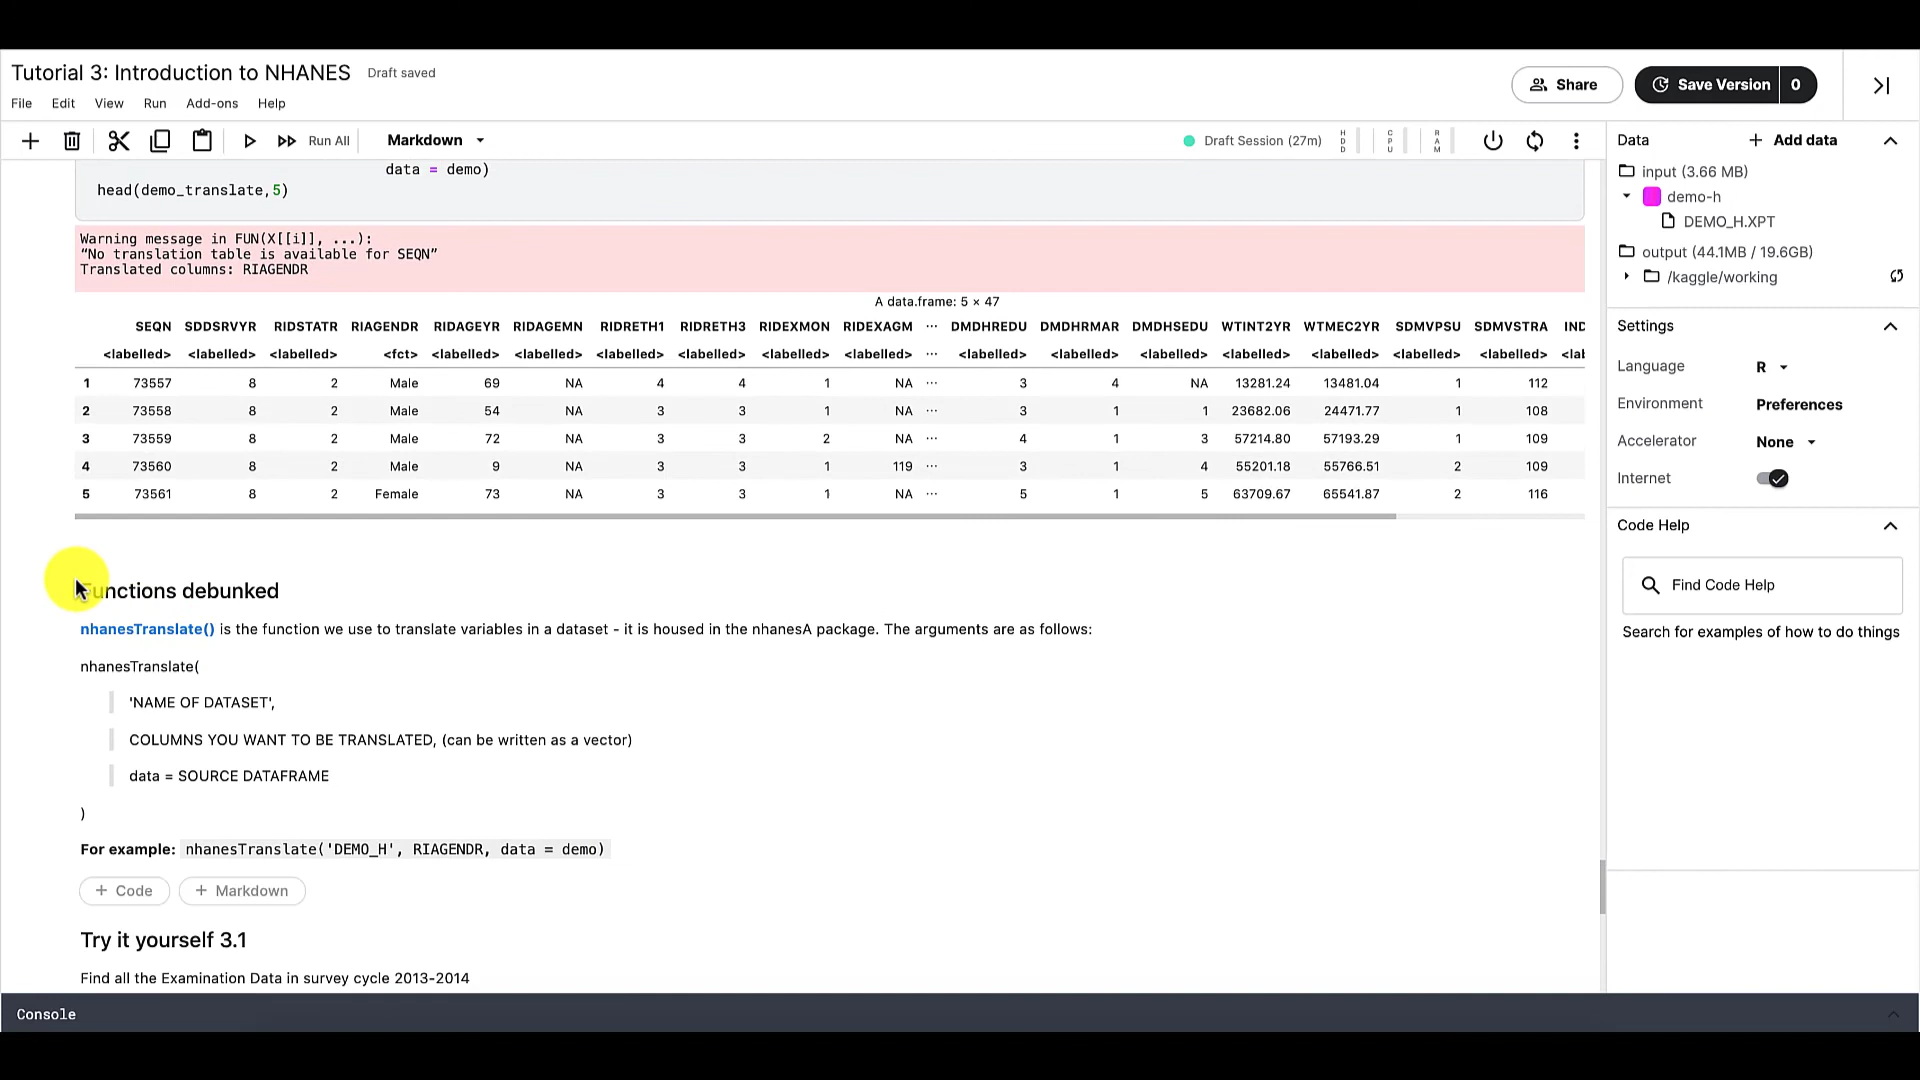 Tutorial 3: Introduction to NHANES Draft saved
File Edit View Run Add-ons Help
Share
Save Version 0
Run All Markdown
Draft Session (27m) HDD CPU RAM
data = demo)
head(demo_translate,5)
Warning message in FUN(X[[i]], ...):
“No translation table is available for SEQN”
Translated columns: RIAGENDR
A data.frame: 5 × 47
SEQN SDDSRVYR RIDSTATR RIAGENDR RIDAGEYR RIDAGEMN RIDRETH1 RIDRETH3 RIDEXMON RIDEXAGM ⋯ DMDHREDU DMDHRMAR DMDHSEDU WTINT2YR WTMEC2YR SDMVPSU SDMVSTRA IND
<labelled> <labelled> <labelled> <fct> <labelled> <labelled> <labelled> <labelled> <labelled> <labelled> ⋯ <labelled> <labelled> <labelled> <labelled> <labelled> <labelled> <labelled> <lab
1 73557 8 2 Male 69 NA 4 4 1 NA ⋯ 3 4 NA 13281.24 13481.04 1 112
2 73558 8 2 Male 54 NA 3 3 1 NA ⋯ 3 1 1 23682.06 24471.77 1 108
3 73559 8 2 Male 72 NA 3 3 2 NA ⋯ 4 1 3 57214.80 57193.29 1 109
4 73560 8 2 Male 9 NA 3 3 1 119 ⋯ 3 1 4 55201.18 55766.51 2 109
5 73561 8 2 Female 73 NA 3 3 1 NA ⋯ 5 1 5 63709.67 65541.87 2 116
Functions debunked
nhanesTranslate() is the function we use to translate variables in a dataset - it is housed in the nhanesA package. The arguments are as follows:
nhanesTranslate(
'NAME OF DATASET',
COLUMNS YOU WANT TO BE TRANSLATED, (can be written as a vector)
data = SOURCE DATAFRAME
)
For example: nhanesTranslate('DEMO_H', RIAGENDR, data = demo)
+ Code + Markdown
Try it yourself 3.1
Find all the Examination Data in survey cycle 2013-2014
Console
Data + Add data
input (3.66 MB)
demo-h
DEMO_H.XPT
output (44.1MB / 19.6GB)
/kaggle/working
Settings
Language R
Environment Preferences
Accelerator None
Internet
Code Help
Find Code Help
Search for examples of how to do things